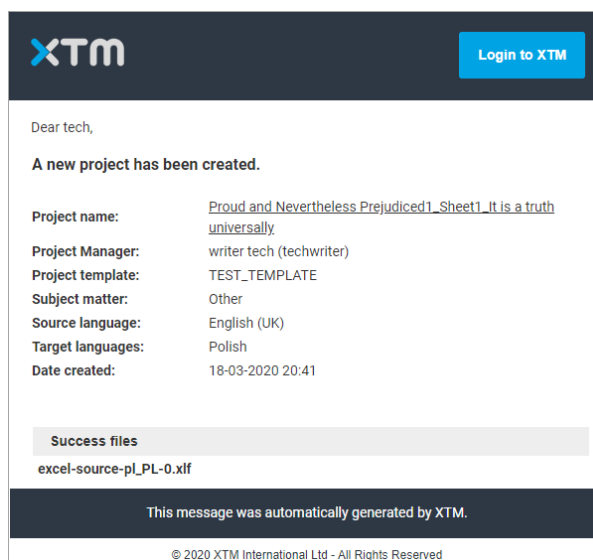 XTM
Login to XTM
Dear tech,
A new project has been created.
Project name: Proud and Nevertheless Prejudiced1_Sheet1_It is a truth
universally
Project Manager: writer tech (techwriter)
Project template: TEST_TEMPLATE
Subject matter: Other
Source language: English (UK)
Target languages: Polish
Date created: 18-03-2020 20:41
Success files
excel-source-pl_PL-0.xlf
This message was automatically generated by XTM.
© 2020 XTM International Ltd - All Rights Reserved